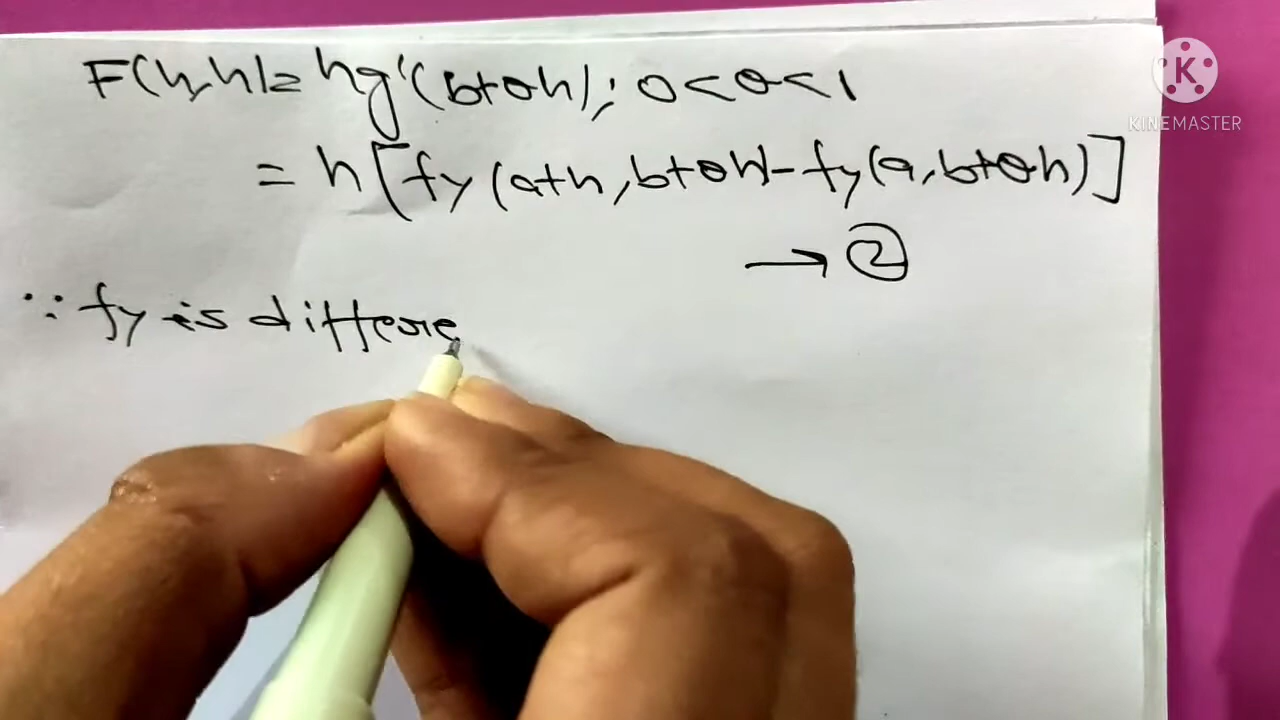 F(h,h)= hg'(b+θh); 0<θ<1
= h[fy(a+h,b+θh)-fy(a,b+θh)]
→ ②
∵ fy is differe
K
KINEMASTER